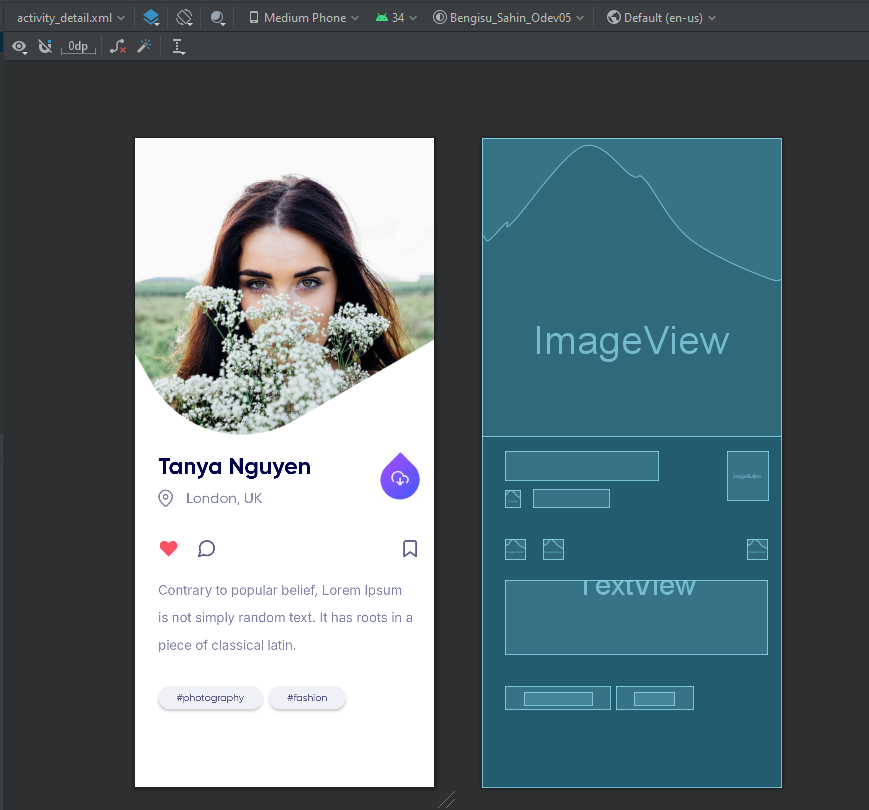 activity_detail.xml
Medium Phone
34
Bengisu_Sahin_Odev05
Default (en-us)
0dp
Tanya Nguyen
London, UK
Contrary to popular belief, Lorem Ipsum
is not simply random text. It has roots in a
piece of classical latin.
#photography
#fashion
ImageView
ImageButton
TextView